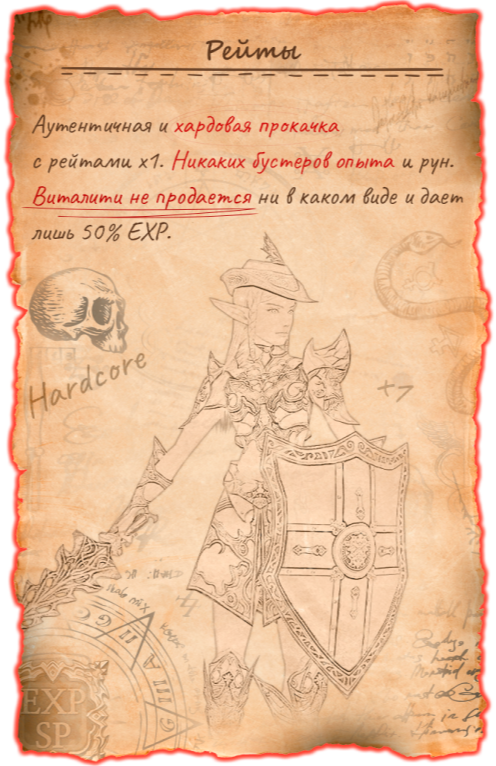 Рейты
Аутентичная и хардовая прокачка
с рейтами x1. Никаких бустеров опыта и рун.
Виталити не продается ни в каком виде и дает
лишь 50% EXP.
Hardcore
+7
EXP
SP